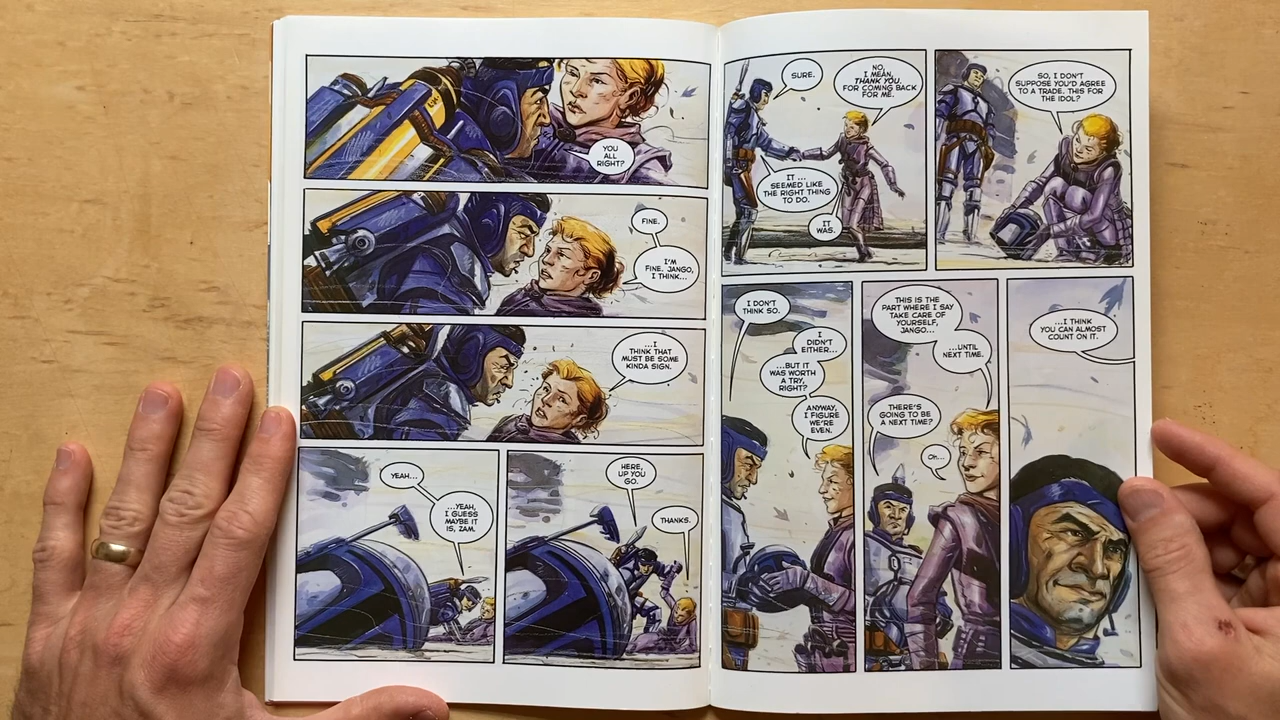 YOU
ALL
RIGHT?
FINE.
I'M
FINE, JANGO,
I THINK...
...I
THINK THAT
MUST BE SOME
KINDA SIGN.
YEAH...
...YEAH,
I GUESS
MAYBE IT
IS, ZAM.
HERE,
UP YOU
GO.
THANKS.
SURE.
NO,
I MEAN,
THANK YOU.
FOR COMING BACK
FOR ME.
IT ...
SEEMED LIKE
THE RIGHT THING
TO DO.
IT
WAS.
SO, I DON'T
SUPPOSE YOU'D AGREE
TO A TRADE. THIS FOR
THE IDOL?
I DON'T
THINK SO.
I
DIDN'T
EITHER...
...BUT IT
WAS WORTH
A TRY,
RIGHT?
ANYWAY,
I FIGURE
WE'RE
EVEN.
THIS IS THE
PART WHERE I SAY
TAKE CARE OF
YOURSELF,
JANGO...
...UNTIL
NEXT TIME.
THERE'S
GOING TO BE
A NEXT TIME?
Oh...
...I THINK
YOU CAN ALMOST
COUNT ON IT.